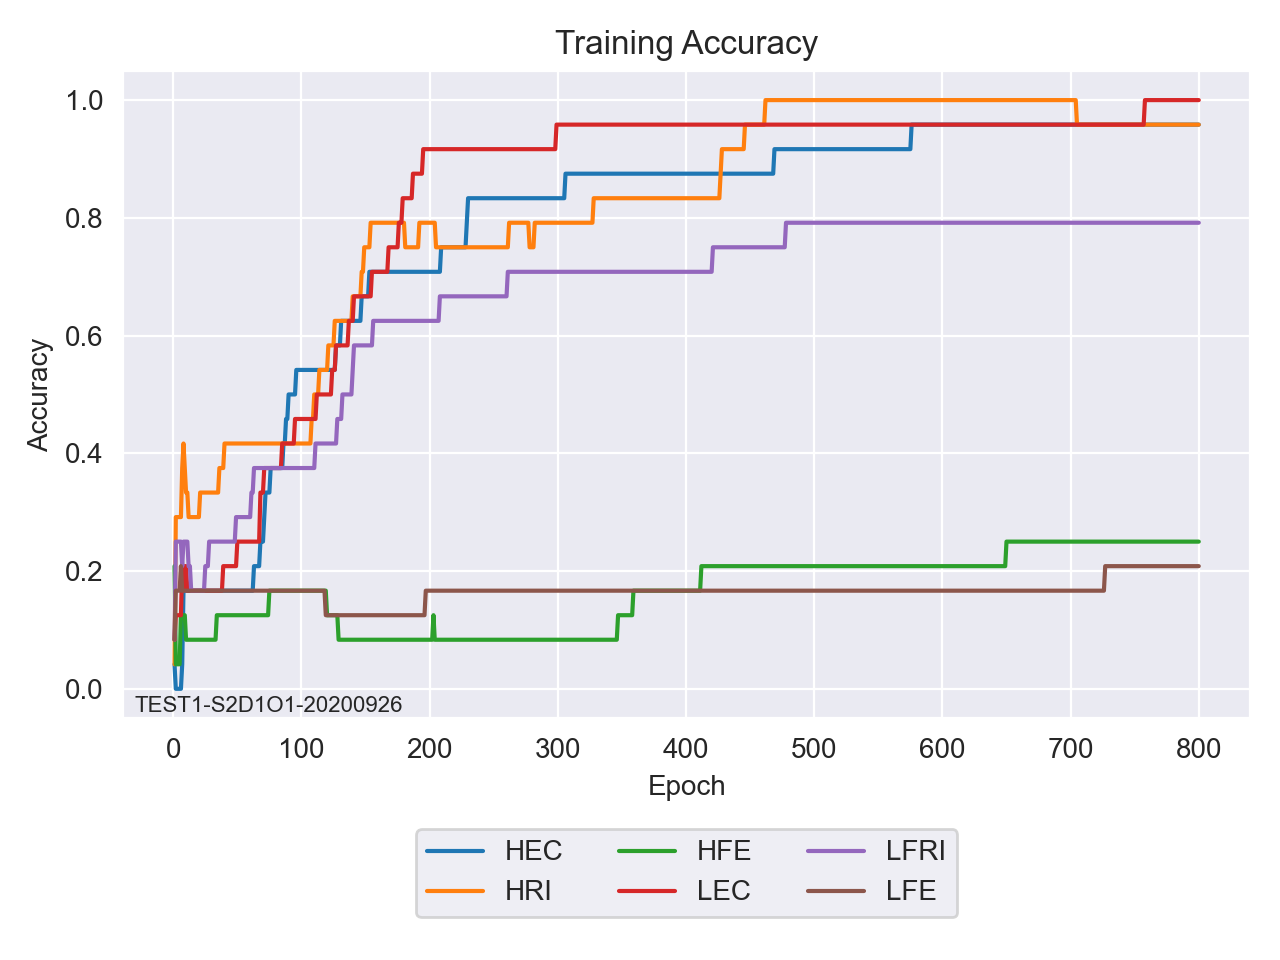 Training Accuracy
1.0
0.8
0.6
0.4
0.2
0.0
Accuracy
TEST1-S2D1O1-20200926
0 100 200 300 400 500 600 700 800
Epoch
HEC HFE LFRI
HRI LEC LFE